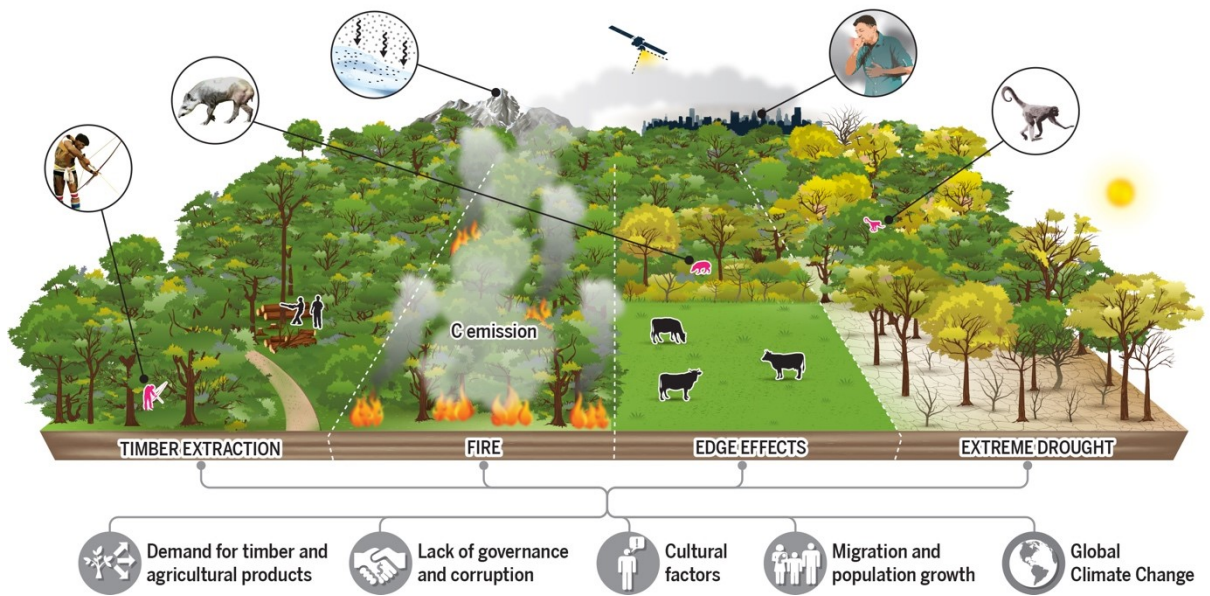 C emission
TIMBER EXTRACTION
FIRE
EDGE EFFECTS
EXTREME DROUGHT
Demand for timber and
agricultural products
Lack of governance
and corruption
Cultural
factors
Migration and
population growth
Global
Climate Change